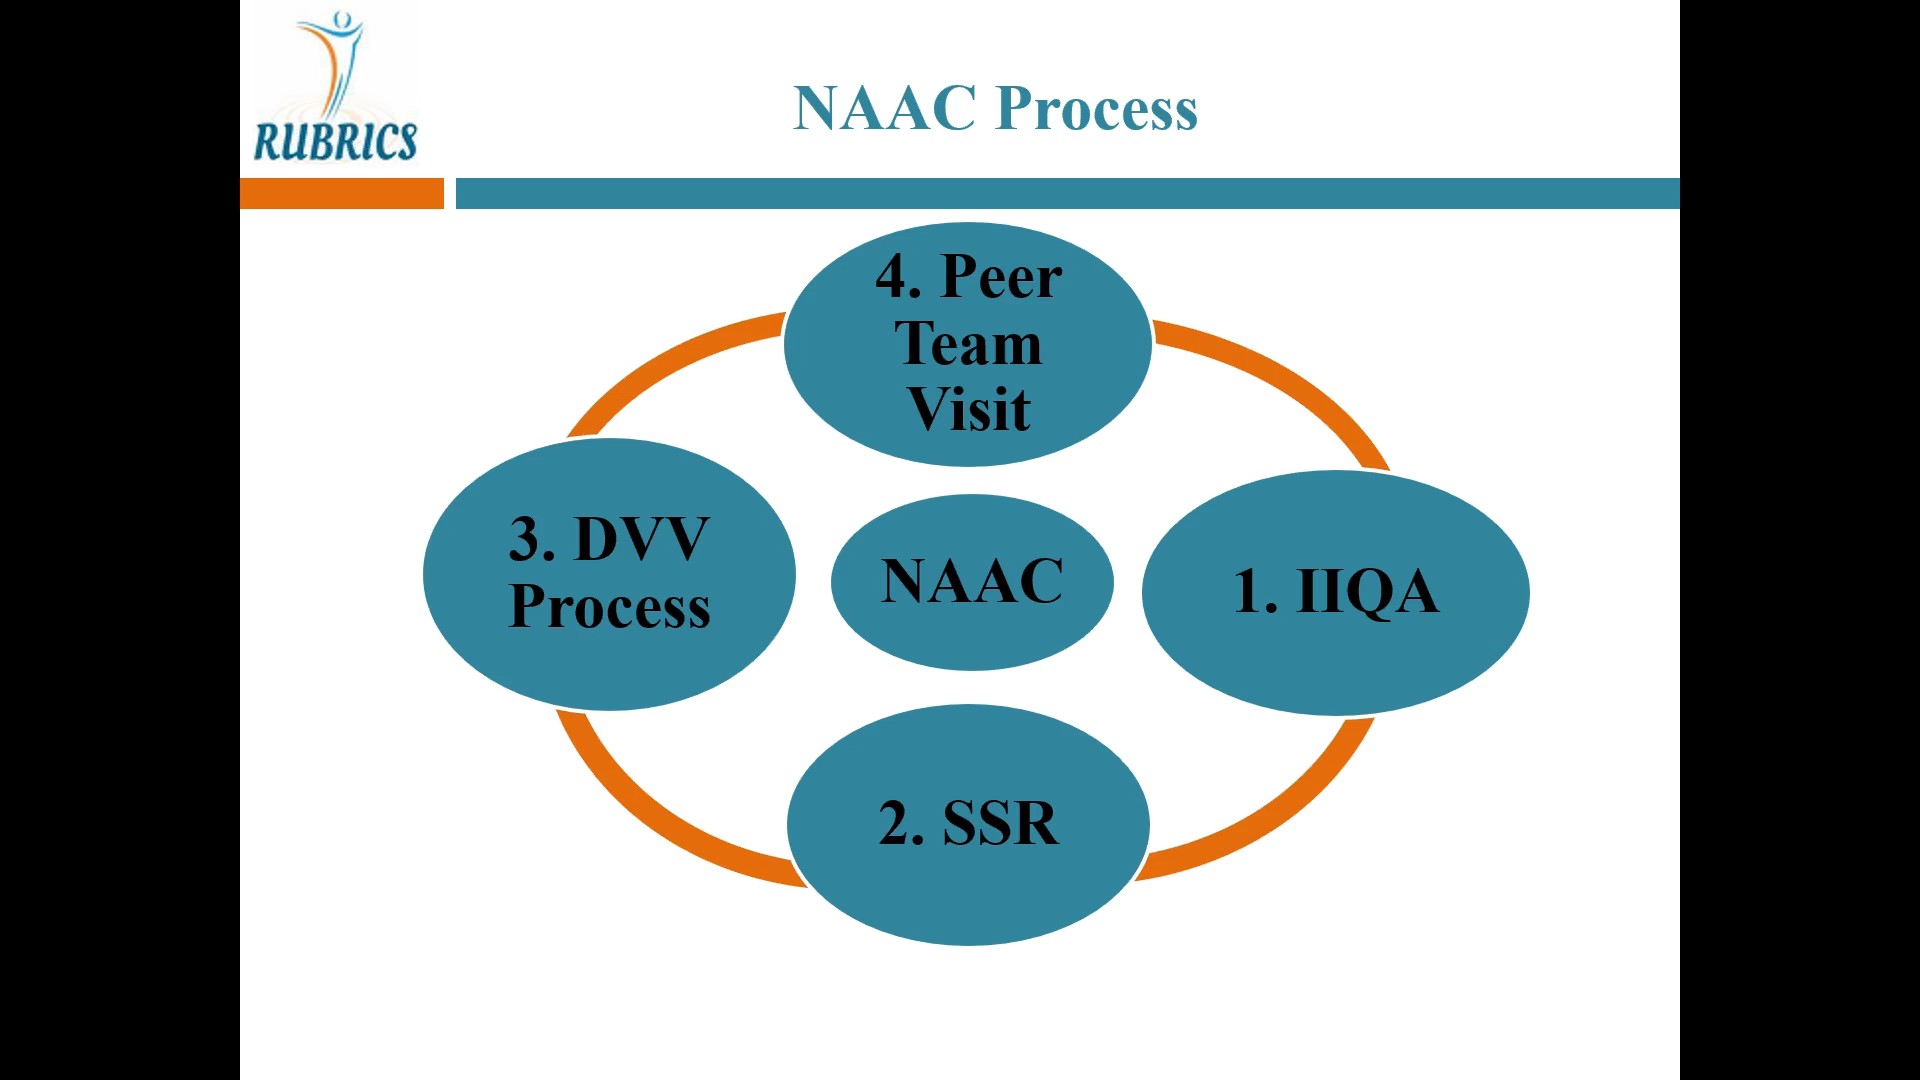 RUBRICS
NAAC Process
4. Peer
Team
Visit
3. DVV
Process
NAAC
1. IIQA
2. SSR